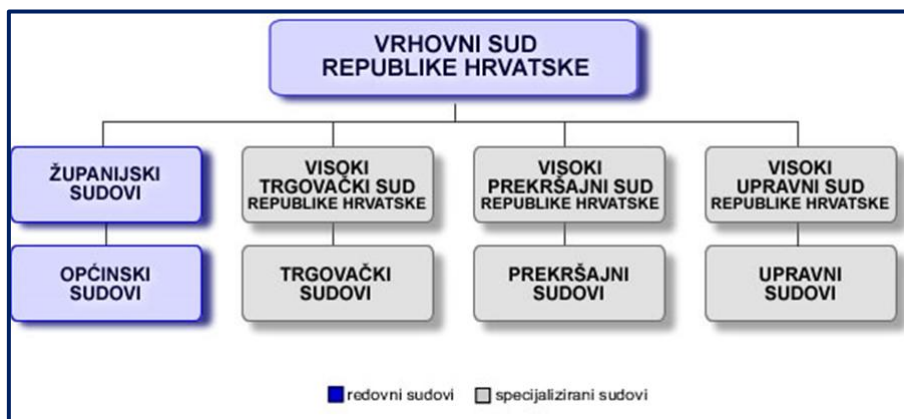 VRHOVNI SUD
REPUBLIKE HRVATSKE
ŽUPANIJSKI
SUDOVI
VISOKI
TRGOVAČKI SUD
REPUBLIKE HRVATSKE
VISOKI
PREKRŠAJNI SUD
REPUBLIKE HRVATSKE
VISOKI
UPRAVNI SUD
REPUBLIKE HRVATSKE
OPĆINSKI
SUDOVI
TRGOVAČKI
SUDOVI
PREKRŠAJNI
SUDOVI
UPRAVNI
SUDOVI
redovni sudovi
specijalizirani sudovi